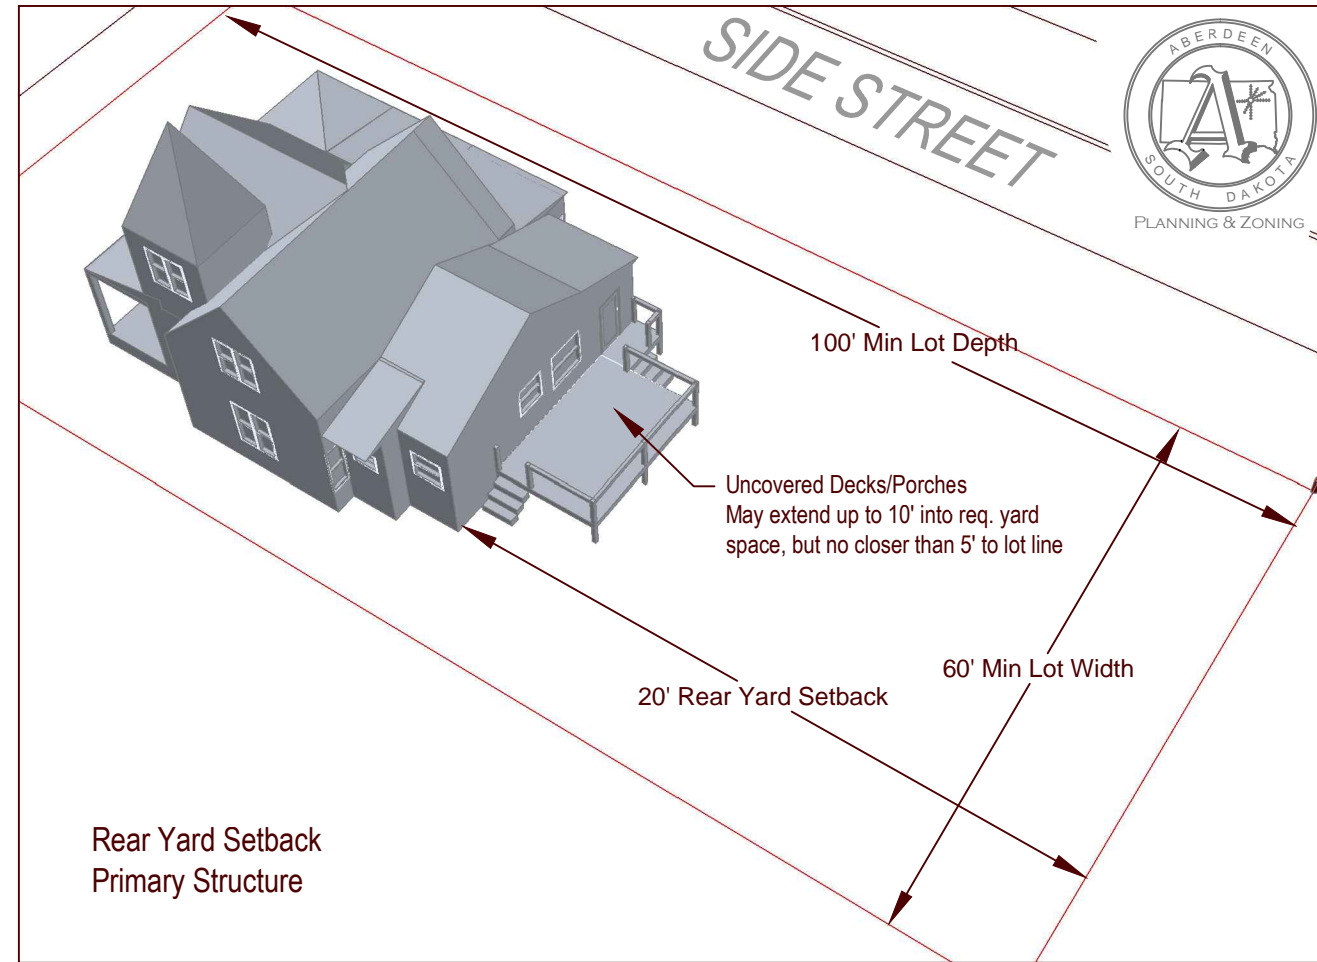 SIDE STREET
ABERDEEN
A
SOUTH DAKOTA
PLANNING & ZONING
100' Min Lot Depth
Uncovered Decks/Porches
May extend up to 10' into req. yard
space, but no closer than 5' to lot line
60' Min Lot Width
20' Rear Yard Setback
Rear Yard Setback
Primary Structure